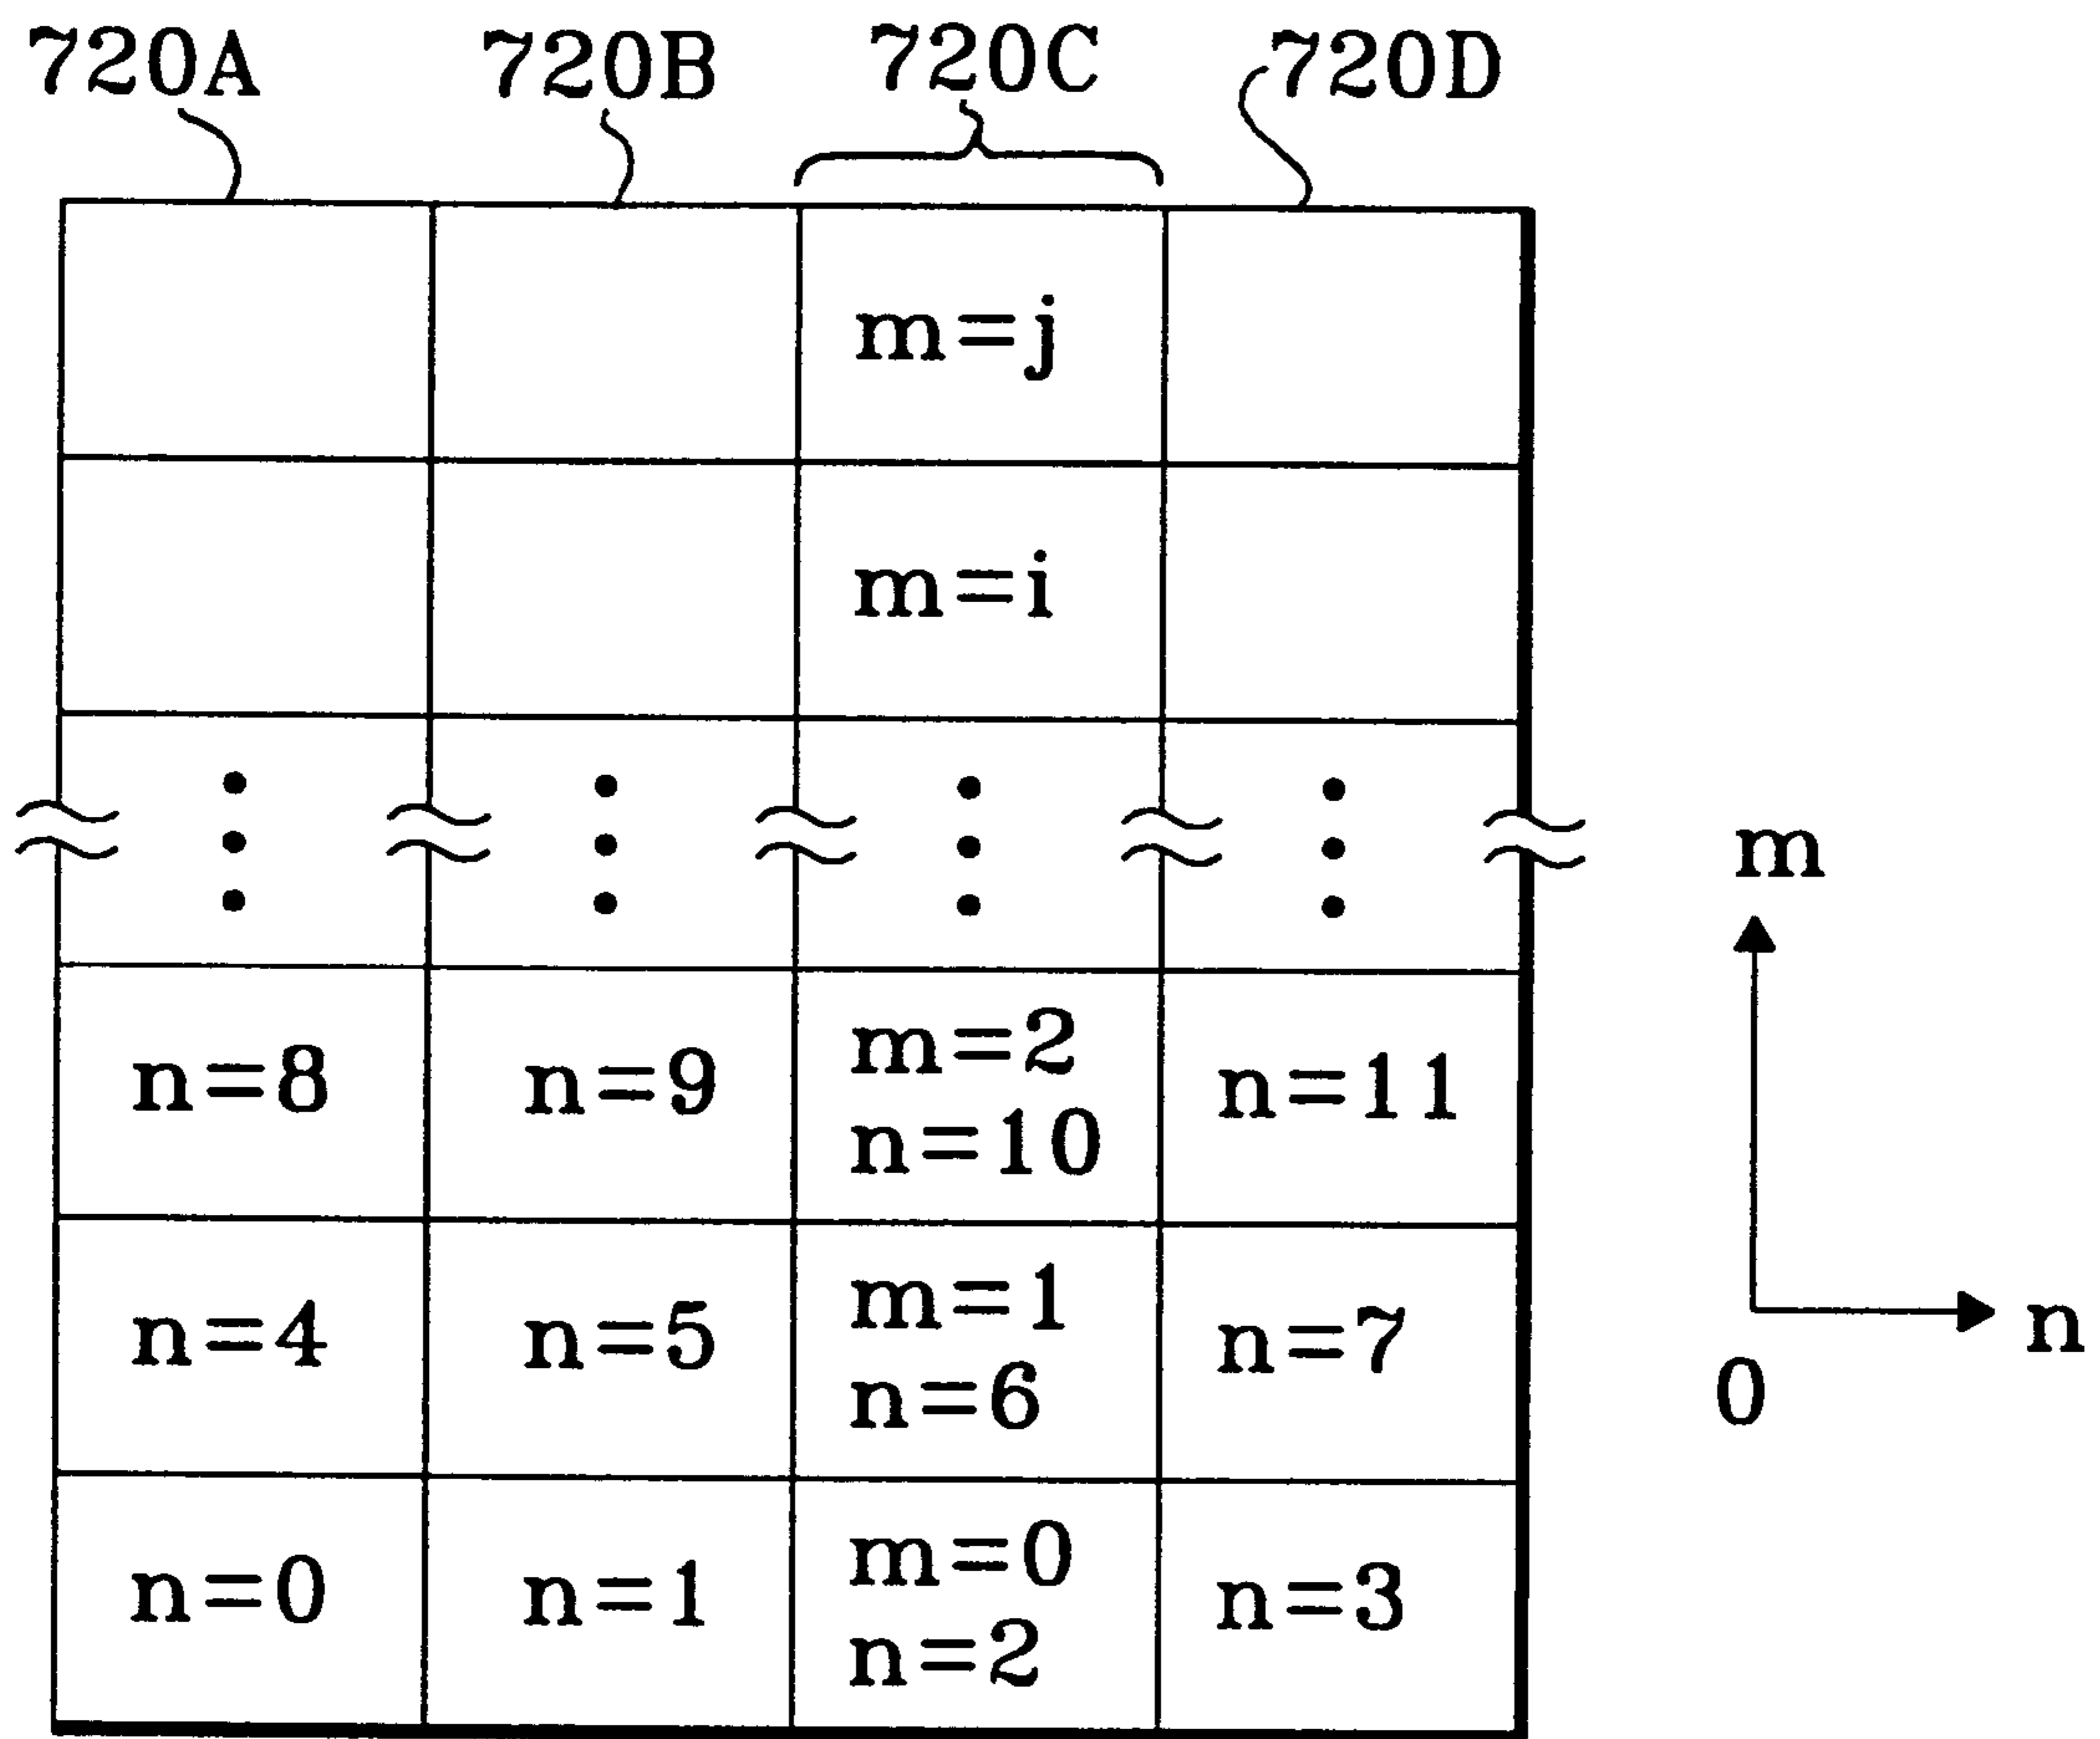 720A 720B 720C 720D
m=j
m=i
m
n=8 n=9 m=2 n=11
n=10
n=4 n=5 m=1 n=7 n
n=6
0
n=0 n=1 m=0 n=3
n=2